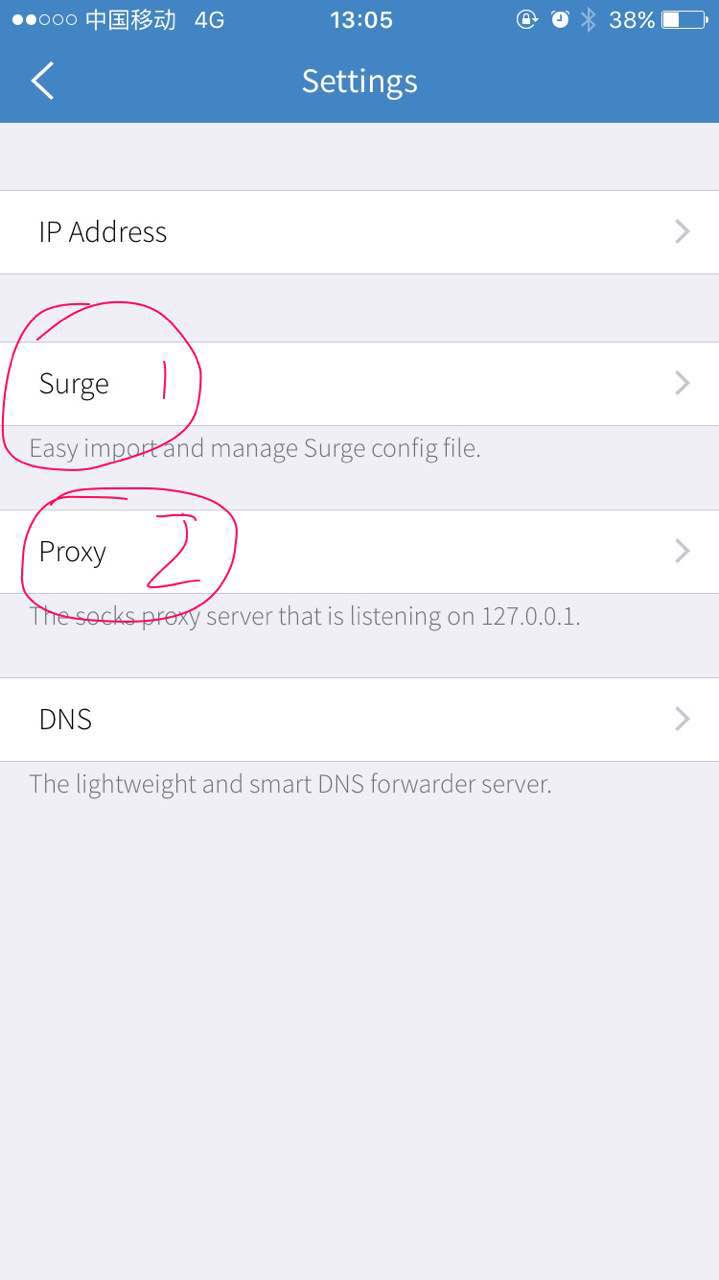 中国移动 4G 13:05 38%
Settings
IP Address
Surge 1
Easy import and manage Surge config file.
Proxy 2
The socks proxy server that is listening on 127.0.0.1.
DNS
The lightweight and smart DNS forwarder server.